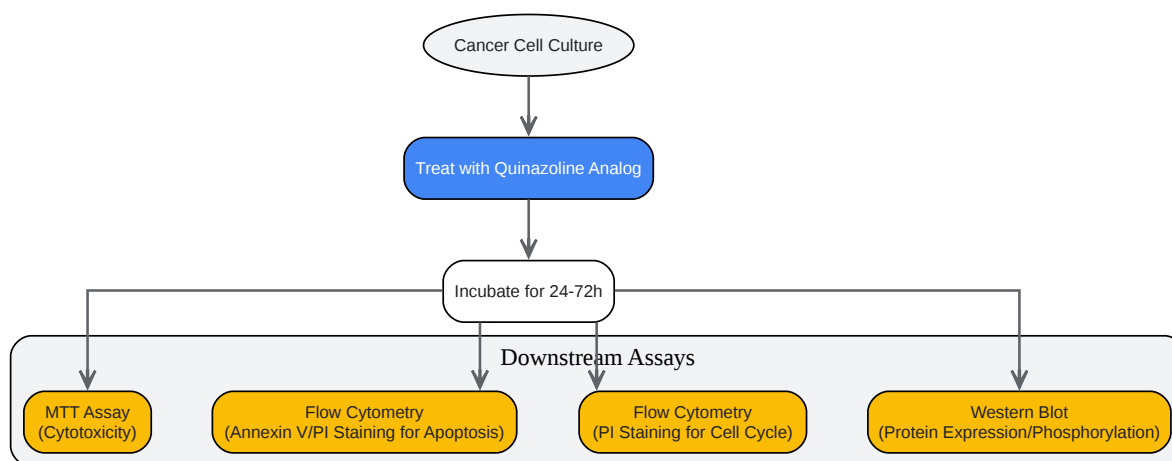 Cancer Cell Culture
Treat with Quinazoline Analog
Incubate for 24-72h
Downstream Assays
MTT Assay
(Cytotoxicity)
Flow Cytometry
(Annexin V/PI Staining for Apoptosis)
Flow Cytometry
(PI Staining for Cell Cycle)
Western Blot
(Protein Expression/Phosphorylation)